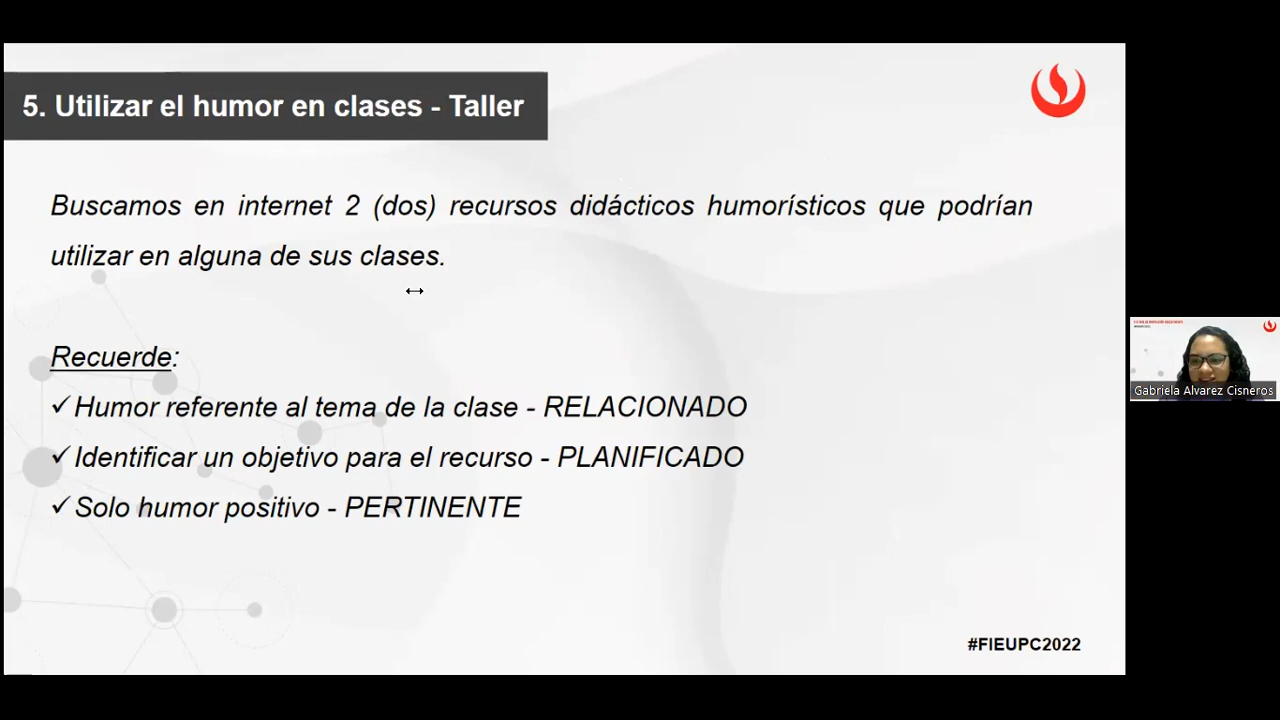 5. Utilizar el humor en clases - Taller
Buscamos en internet 2 (dos) recursos didácticos humorísticos que podrían
utilizar en alguna de sus clases.
Recuerde:
✓Humor referente al tema de la clase - RELACIONADO
✓Identificar un objetivo para el recurso - PLANIFICADO
✓Solo humor positivo - PERTINENTE
#FIEUPC2022
Gabriela Alvarez Cisneros